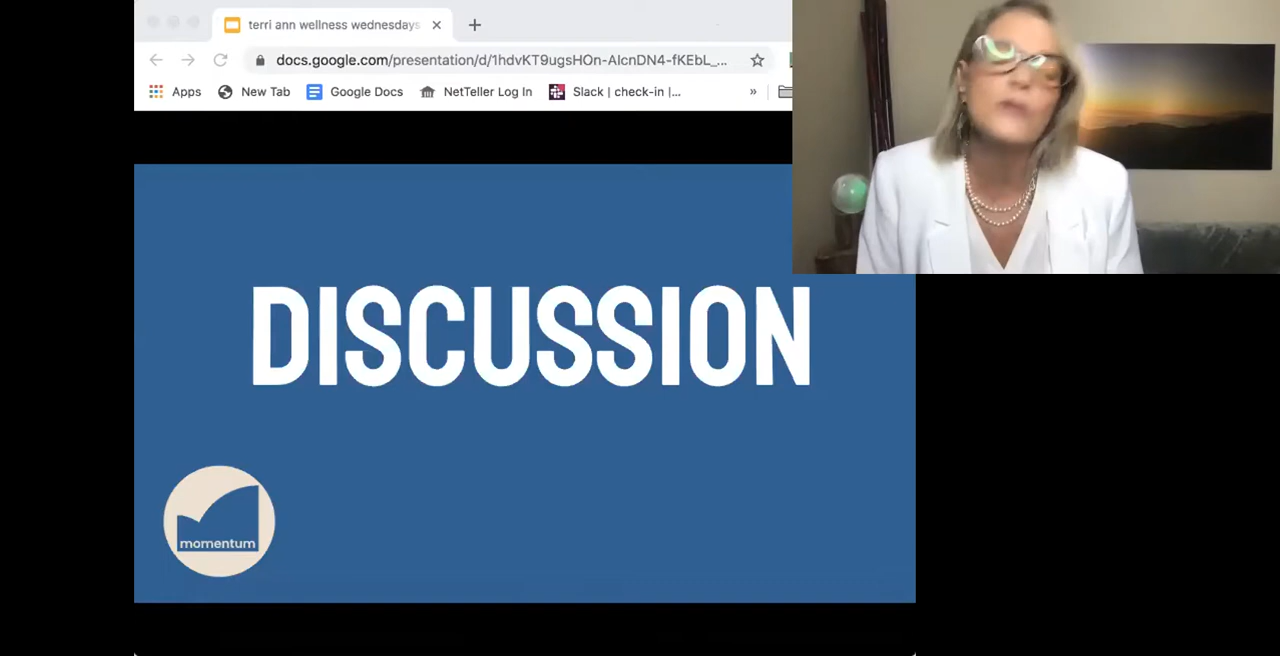 terri ann wellness wednesdays
docs.google.com/presentation/d/1hdvKT9ugsHOn-AIcnDN4-fKEbL_...
Apps New Tab Google Docs NetTeller Log In Slack | check-in |... »
DISCUSSION
momentum